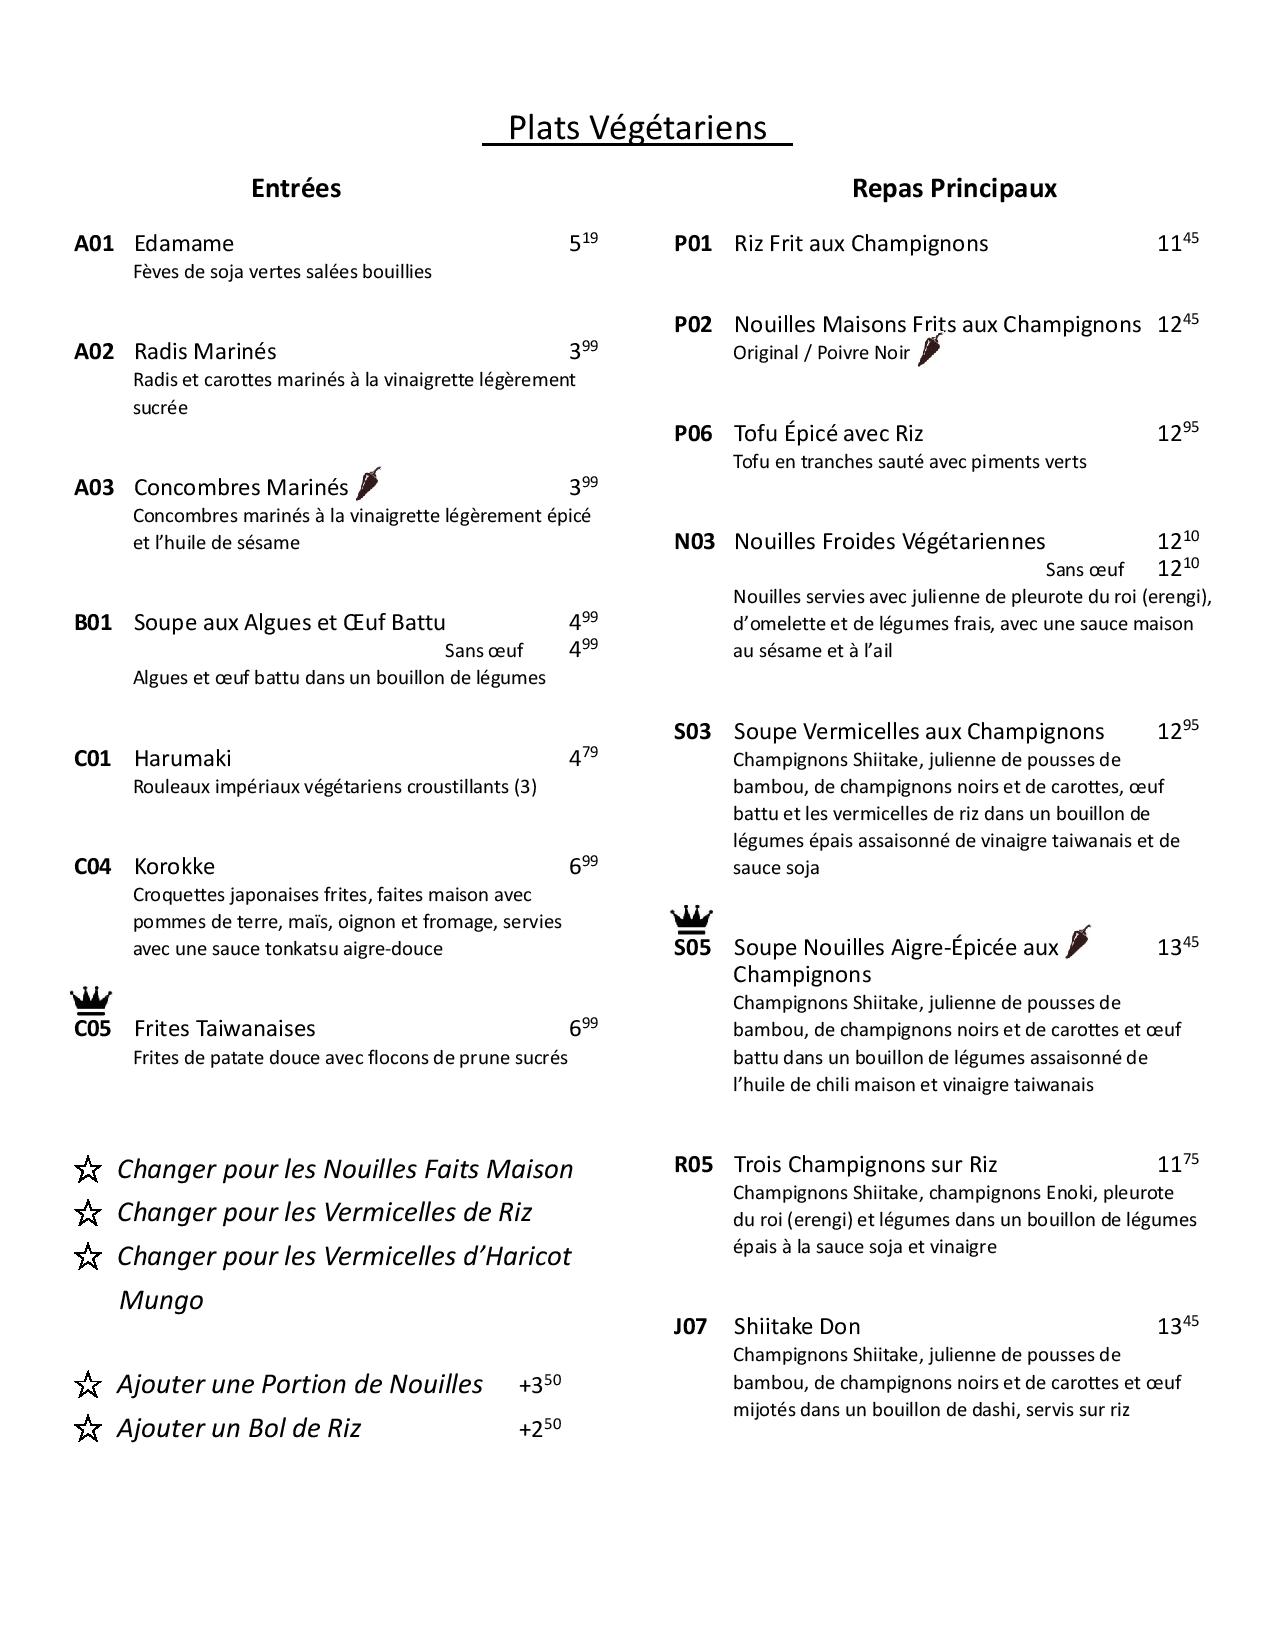 Plats Végétariens
Entrées
A01 Edamame 5 19
Fèves de soja vertes salées bouillies
A02 Radis Marinés 3 99
Radis et carottes marinés à la vinaigrette légèrement
sucrée
A03 Concombres Marinés 3 99
Concombres marinés à la vinaigrette légèrement épicé
et l’huile de sésame
B01 Soupe aux Algues et Œuf Battu 4 99
Sans œuf 4 99
Algues et œuf battu dans un bouillon de légumes
C01 Harumaki 4 79
Rouleaux impériaux végétariens croustillants (3)
C04 Korokke 6 99
Croquettes japonaises frites, faites maison avec
pommes de terre, maïs, oignon et fromage, servies
avec une sauce tonkatsu aigre-douce
C05 Frites Taiwanaises 6 99
Frites de patate douce avec flocons de prune sucrés
Changer pour les Nouilles Faits Maison
Changer pour les Vermicelles de Riz
Changer pour les Vermicelles d’Haricot
Mungo
Ajouter une Portion de Nouilles +3 50
Ajouter un Bol de Riz +2 50
Repas Principaux
P01 Riz Frit aux Champignons 11 45
P02 Nouilles Maisons Frits aux Champignons 12 45
Original / Poivre Noir
P06 Tofu Épicé avec Riz 12 95
Tofu en tranches sauté avec piments verts
N03 Nouilles Froides Végétariennes 12 10
Sans œuf 12 10
Nouilles servies avec julienne de pleurote du roi (erengi),
d’omelette et de légumes frais, avec une sauce maison
au sésame et à l’ail
S03 Soupe Vermicelles aux Champignons 12 95
Champignons Shiitake, julienne de pousses de
bambou, de champignons noirs et de carottes, œuf
battu et les vermicelles de riz dans un bouillon de
légumes épais assaisonné de vinaigre taiwanais et de
sauce soja
S05 Soupe Nouilles Aigre-Épicée aux 13 45
Champignons
Champignons Shiitake, julienne de pousses de
bambou, de champignons noirs et de carottes et œuf
battu dans un bouillon de légumes assaisonné de
l’huile de chili maison et vinaigre taiwanais
R05 Trois Champignons sur Riz 11 75
Champignons Shiitake, champignons Enoki, pleurote
du roi (erengi) et légumes dans un bouillon de légumes
épais à la sauce soja et vinaigre
J07 Shiitake Don 13 45
Champignons Shiitake, julienne de pousses de
bambou, de champignons noirs et de carottes et œuf
mijotés dans un bouillon de dashi, servis sur riz